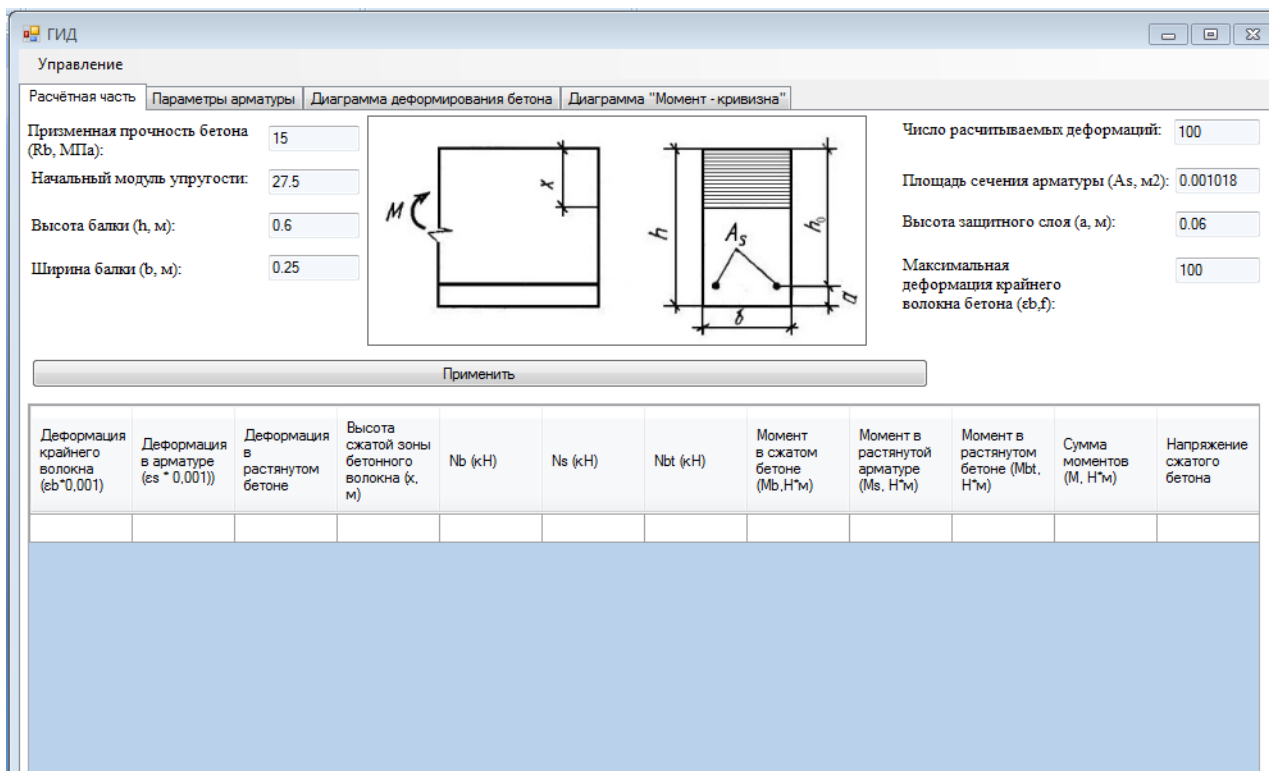 ГИД
Управление
Расчётная часть
Параметры арматуры
Диаграмма деформирования бетона
Диаграмма "Момент - кривизна"
Призменная прочность бетона
(Rb, МПа):
15
Начальный модуль упругости:
27.5
Высота балки (h, м):
0.6
Ширина балки (b, м):
0.25
M
x
h
As
h0
a
б
Число расчитываемых деформаций:
100
Площадь сечения арматуры (As, м2):
0.001018
Высота защитного слоя (a, м):
0.06
Максимальная
деформация крайнего
волокна бетона (εb,f):
100
Применить
Деформация
крайнего
волокна
(εb*0,001)
Деформация
в арматуре
(εs * 0,001))
Деформация
в
растянутом
бетоне
Высота
сжатой зоны
бетонного
волокна (x,
м)
Nb (кН)
Ns (кН)
Nbt (кН)
Момент
в сжатом
бетоне
(Mb,Н*м)
Момент в
растянутой
арматуре
(Ms, Н*м)
Момент в
растянутом
бетоне (Mbt,
Н*м)
Сумма
моментов
(M, Н*м)
Напряжение
сжатого
бетона